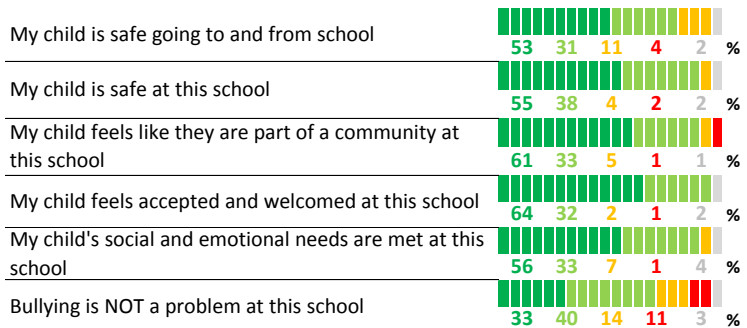 My child is safe going to and from school
53 31 11 4 2 %
My child is safe at this school
55 38 4 2 2 %
My child feels like they are part of a community at
this school
61 33 5 1 1 %
My child feels accepted and welcomed at this school
64 32 2 1 2 %
My child's social and emotional needs are met at this
school
56 33 7 1 4 %
Bullying is NOT a problem at this school
33 40 14 11 3 %